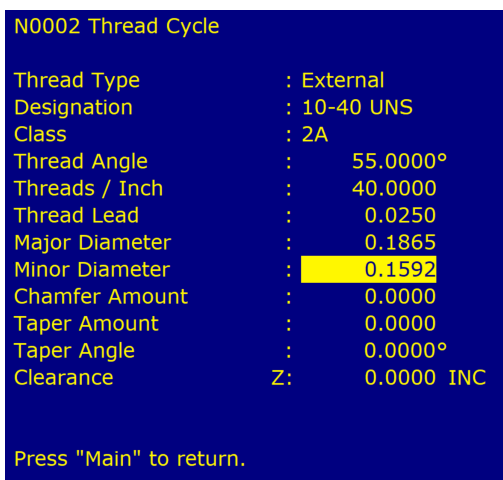 N0002 Thread Cycle
Thread Type : External
Designation : 10-40 UNS
Class : 2A
Thread Angle : 55.0000°
Threads / Inch : 40.0000
Thread Lead : 0.0250
Major Diameter : 0.1865
Minor Diameter : 0.1592
Chamfer Amount : 0.0000
Taper Amount : 0.0000
Taper Angle : 0.0000°
Clearance Z: 0.0000 INC
Press "Main" to return.